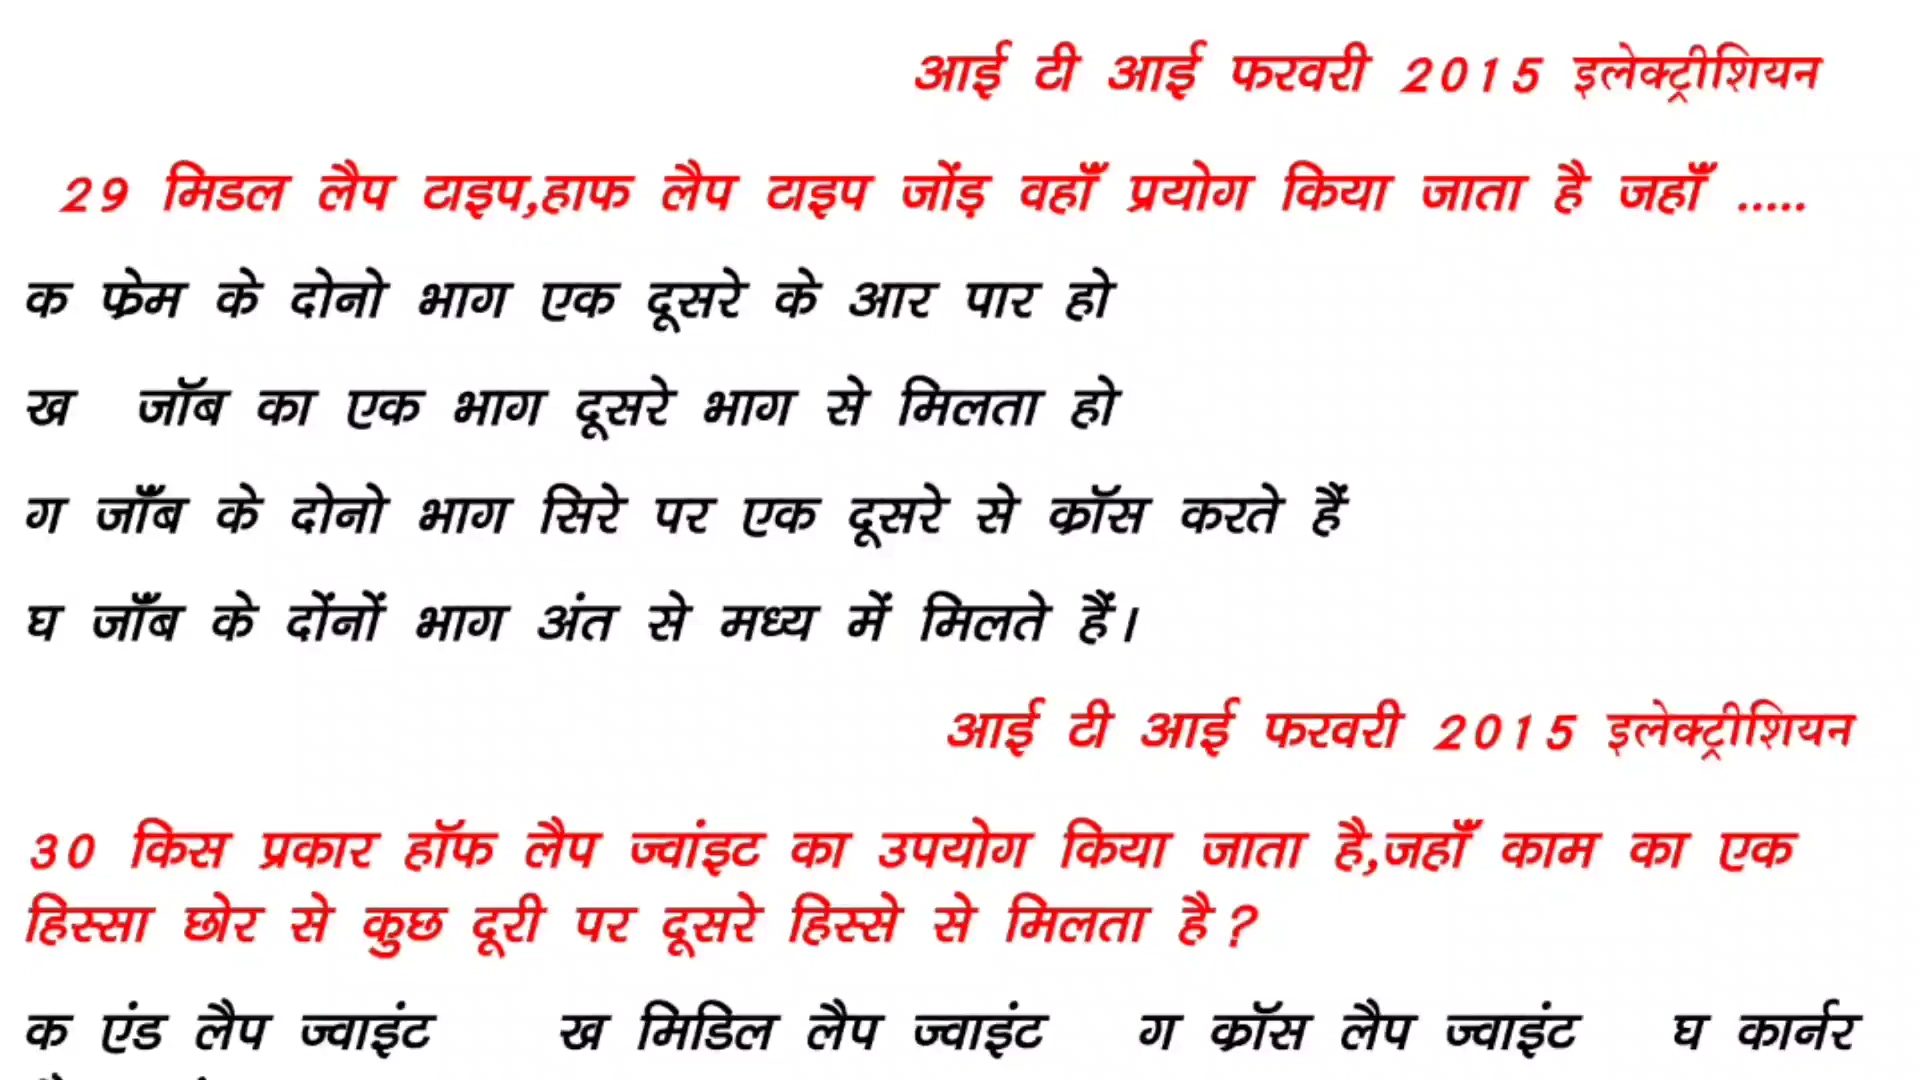 आई टी आई फरवरी 2015 इलेक्ट्रीशियन
29 मिडल लैप टाइप,हाफ लैप टाइप जोंड़ वहाँ प्रयोग किया जाता है जहाँ .....
क फ्रेम के दोनो भाग एक दूसरे के आर पार हो
ख जॉब का एक भाग दूसरे भाग से मिलता हो
ग जाँब के दोनो भाग सिरे पर एक दूसरे से क्रॉस करते हैं
घ जाँब के दोंनों भाग अंत से मध्य में मिलते हैं।
आई टी आई फरवरी 2015 इलेक्ट्रीशियन
30 किस प्रकार हॉफ लैप ज्वांइट का उपयोग किया जाता है,जहाँ काम का एक
हिस्सा छोर से कुछ दूरी पर दूसरे हिस्से से मिलता है?
क एंड लैप ज्वाइंट ख मिडिल लैप ज्वाइंट ग क्रॉस लैप ज्वाइंट घ कार्नर